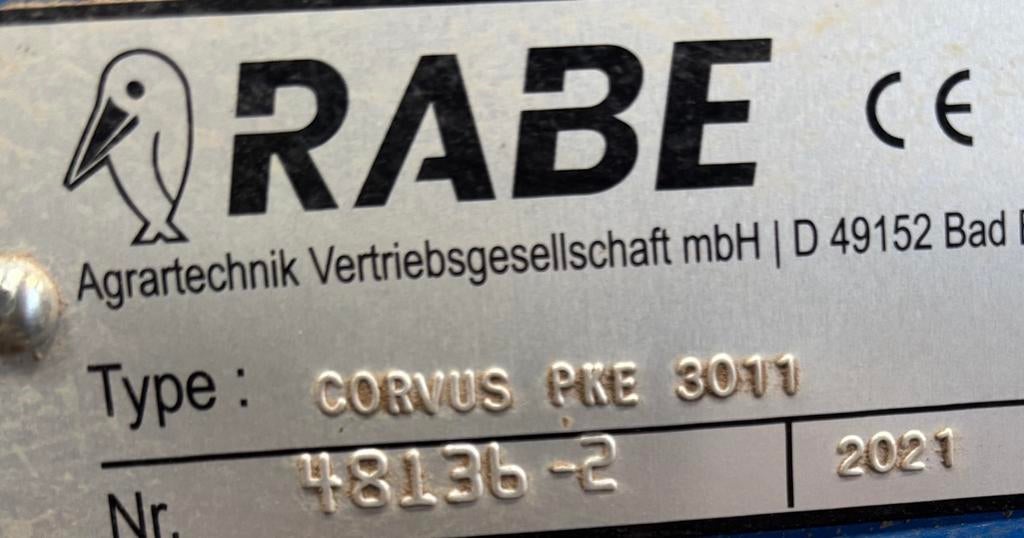 RABE CE
Agrartechnik Vertriebsgesellschaft mbH | D 49152 Bad
Type : CORVUS PKE 3011
Nr. 48136-2 2021